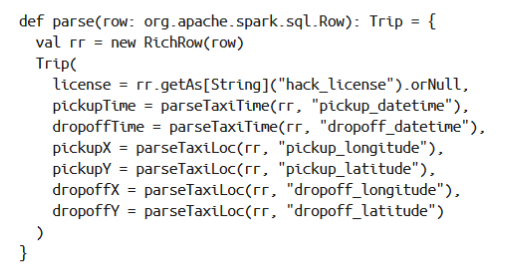 def parse(row: org.apache.spark.sql.Row): Trip = {
  val rr = new RichRow(row)
  Trip(
    license = rr.getAs[String]("hack_license").orNull,
    pickupTime = parseTaxiTime(rr, "pickup_datetime"),
    dropoffTime = parseTaxiTime(rr, "dropoff_datetime"),
    pickupX = parseTaxiLoc(rr, "pickup_longitude"),
    pickupY = parseTaxiLoc(rr, "pickup_latitude"),
    dropoffX = parseTaxiLoc(rr, "dropoff_longitude"),
    dropoffY = parseTaxiLoc(rr, "dropoff_latitude")
  )
}